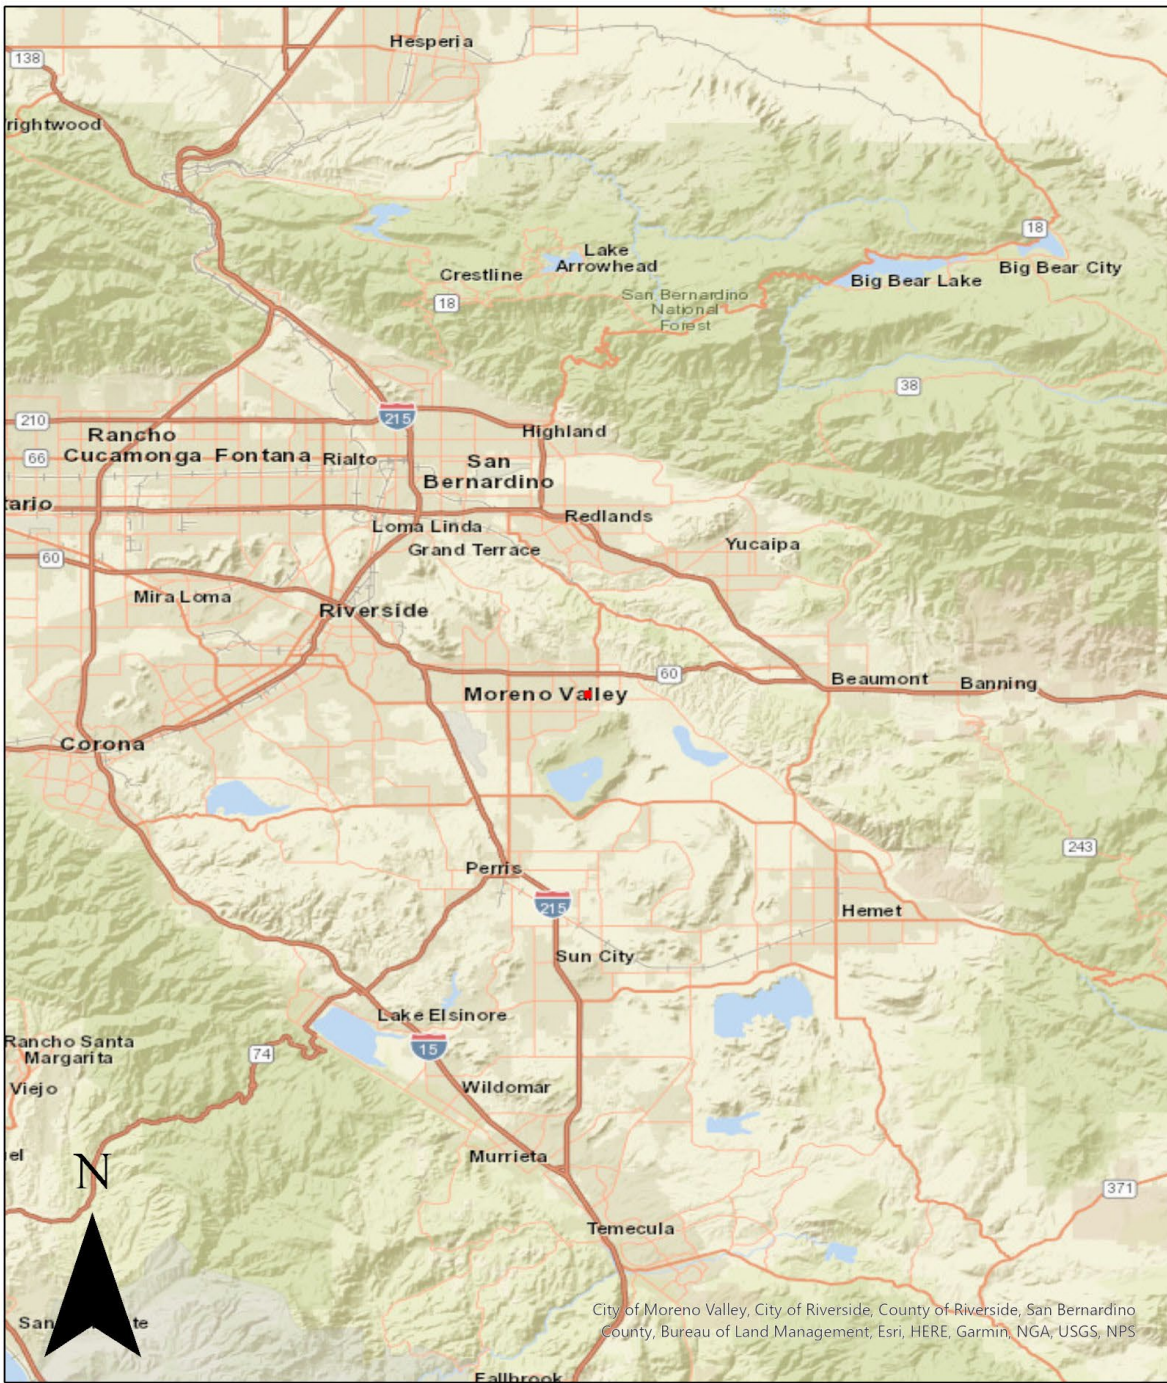 Hesperia
138
rightwood
18
Lake
Arrowhead
Crestline
Big Bear City
Big Bear Lake
San Bernardino
National
Forest
18
38
210
215
Rancho
Cucamonga
Fontana
Rialto
Highland
66
San
Bernardino
tario
Loma Linda
Redlands
Grand Terrace
Yucaipa
60
Mira Loma
Riverside
60
Moreno Valley
Beaumont
Banning
Corona
243
Perris
215
Hemet
Sun City
Lake Elsinore
Rancho Santa
Margarita
74
15
Viejo
Wildomar
el
N
Murrieta
371
Temecula
City of Moreno Valley, City of Riverside, County of Riverside, San Bernardino
County, Bureau of Land Management, Esri, HERE, Garmin, NGA, USGS, NPS
San
te
Fallbrook